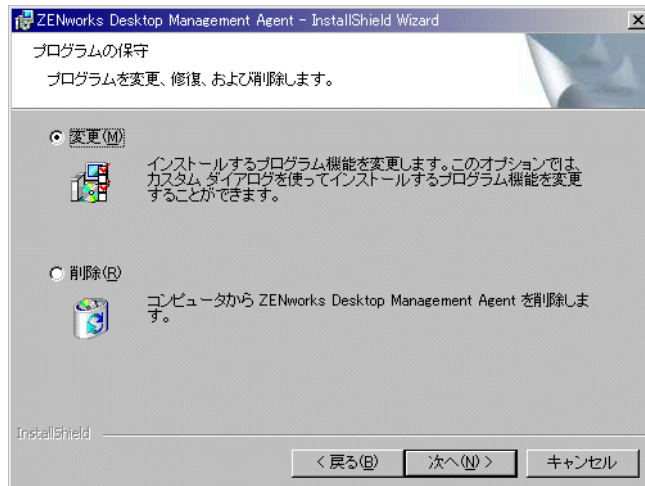 ZENworks Desktop Management Agent - InstallShield Wizard
プログラムの保守
プログラムを変更、修復、および削除します。
変更(M)
インストールするプログラム機能を変更します。このオプションでは、
カスタム ダイアログを使ってインストールするプログラム機能を変更
することができます。
削除(R)
コンピュータから ZENworks Desktop Management Agent を削除しま
す。
InstallShield
< 戻る(B)
次へ(N) >
キャンセル